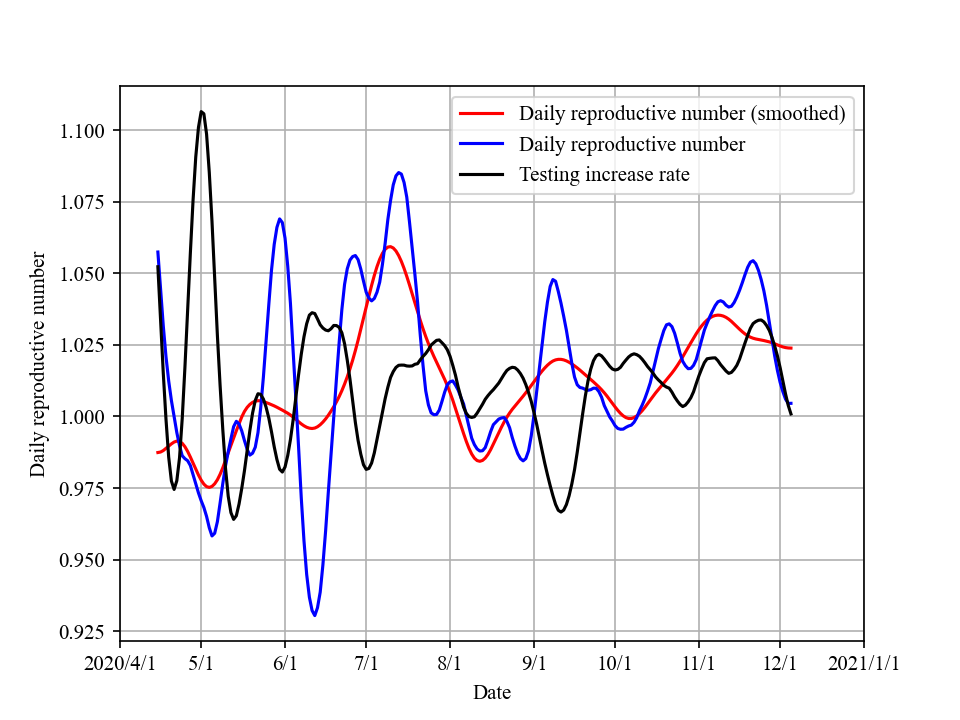 Daily reproductive number (smoothed)
Daily reproductive number
Testing increase rate
Daily reproductive number
1.100
1.075
1.050
1.025
1.000
0.975
0.950
0.925
2020/4/1 5/1 6/1 7/1 8/1 9/1 10/1 11/1 12/1 2021/1/1
Date